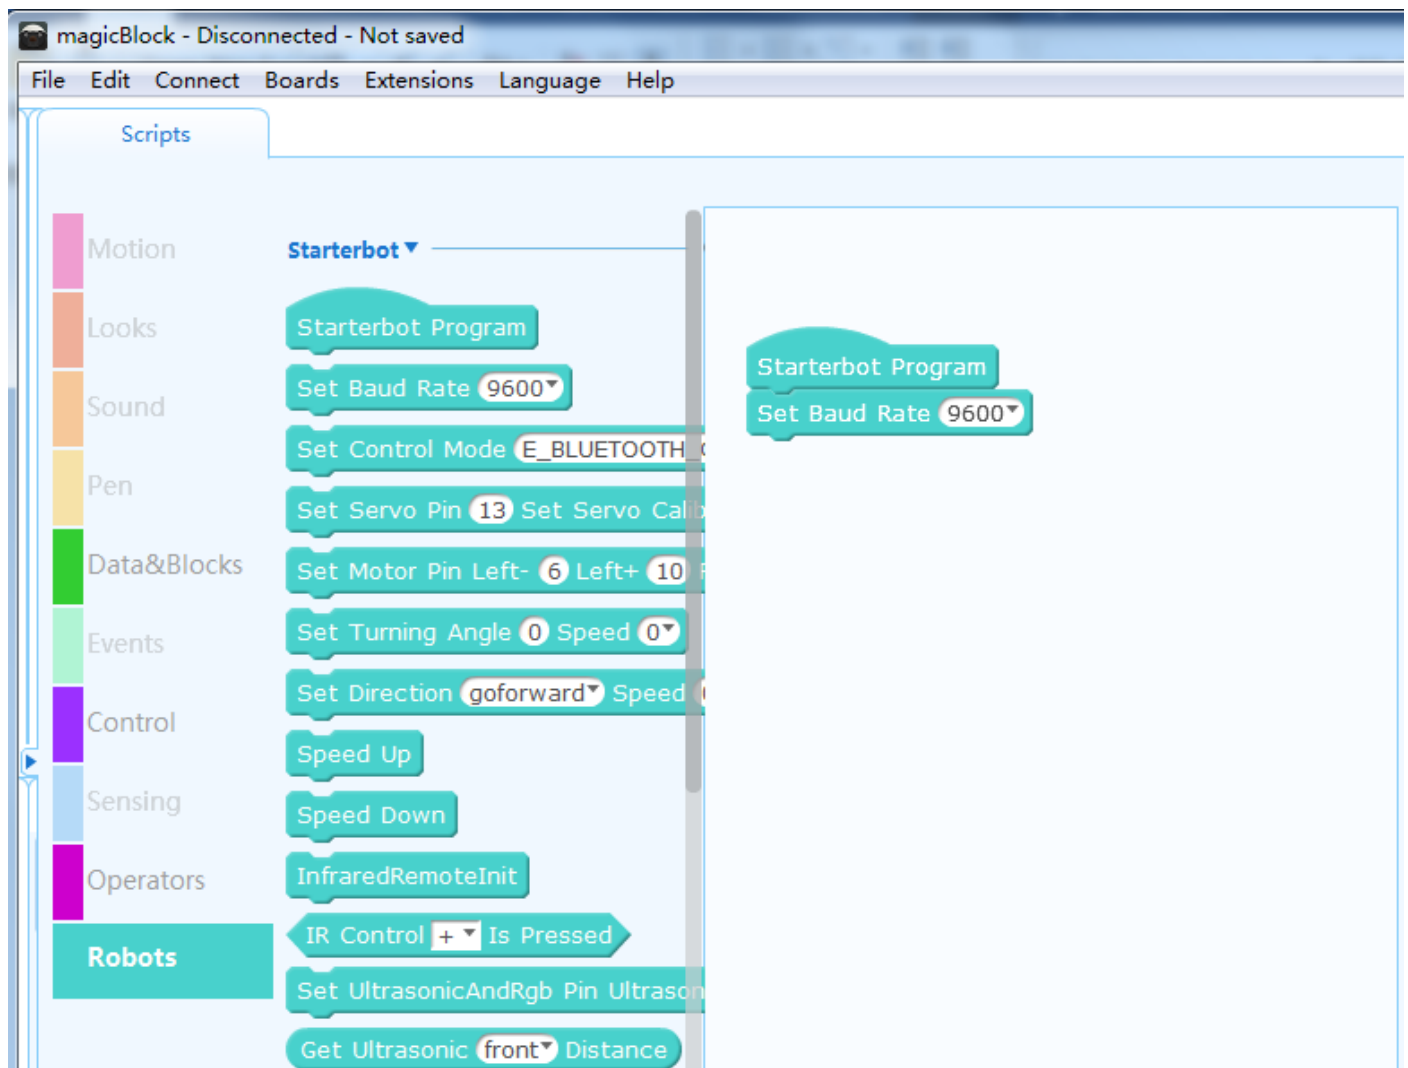 magicBlock - Disconnected - Not saved
File Edit Connect Boards Extensions Language Help
Scripts
Motion
Looks
Sound
Pen
Data&Blocks
Events
Control
Sensing
Operators
Robots
Starterbot
Starterbot Program
Set Baud Rate 9600
Set Control Mode E_BLUETOOTH_
Set Servo Pin 13 Set Servo Calib
Set Motor Pin Left- 6 Left+ 10
Set Turning Angle 0 Speed 0
Set Direction goforward Speed
Speed Up
Speed Down
InfraredRemoteInit
IR Control + Is Pressed
Set UltrasonicAndRgb Pin Ultrason
Get Ultrasonic front Distance
Starterbot Program
Set Baud Rate 9600